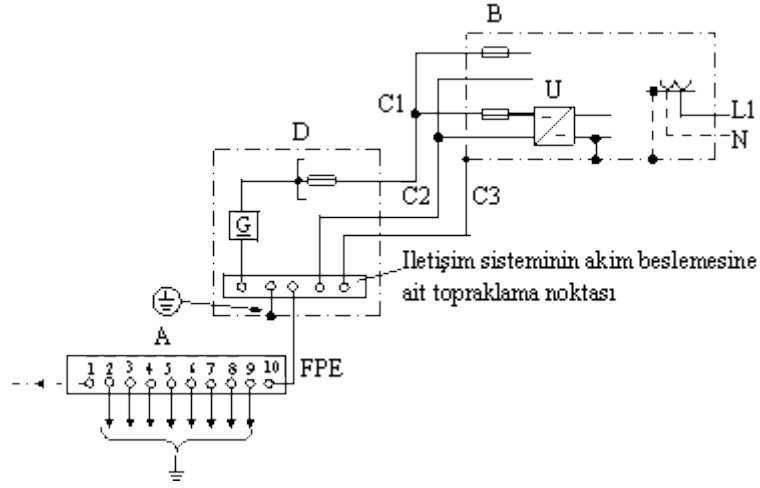 B
U
C1
L1
N
D
C2
C3
G
Iletişim sisteminin akim beslemesine
ait topraklama noktası
A
FPE
1 2 3 4 5 6 7 8 9 10